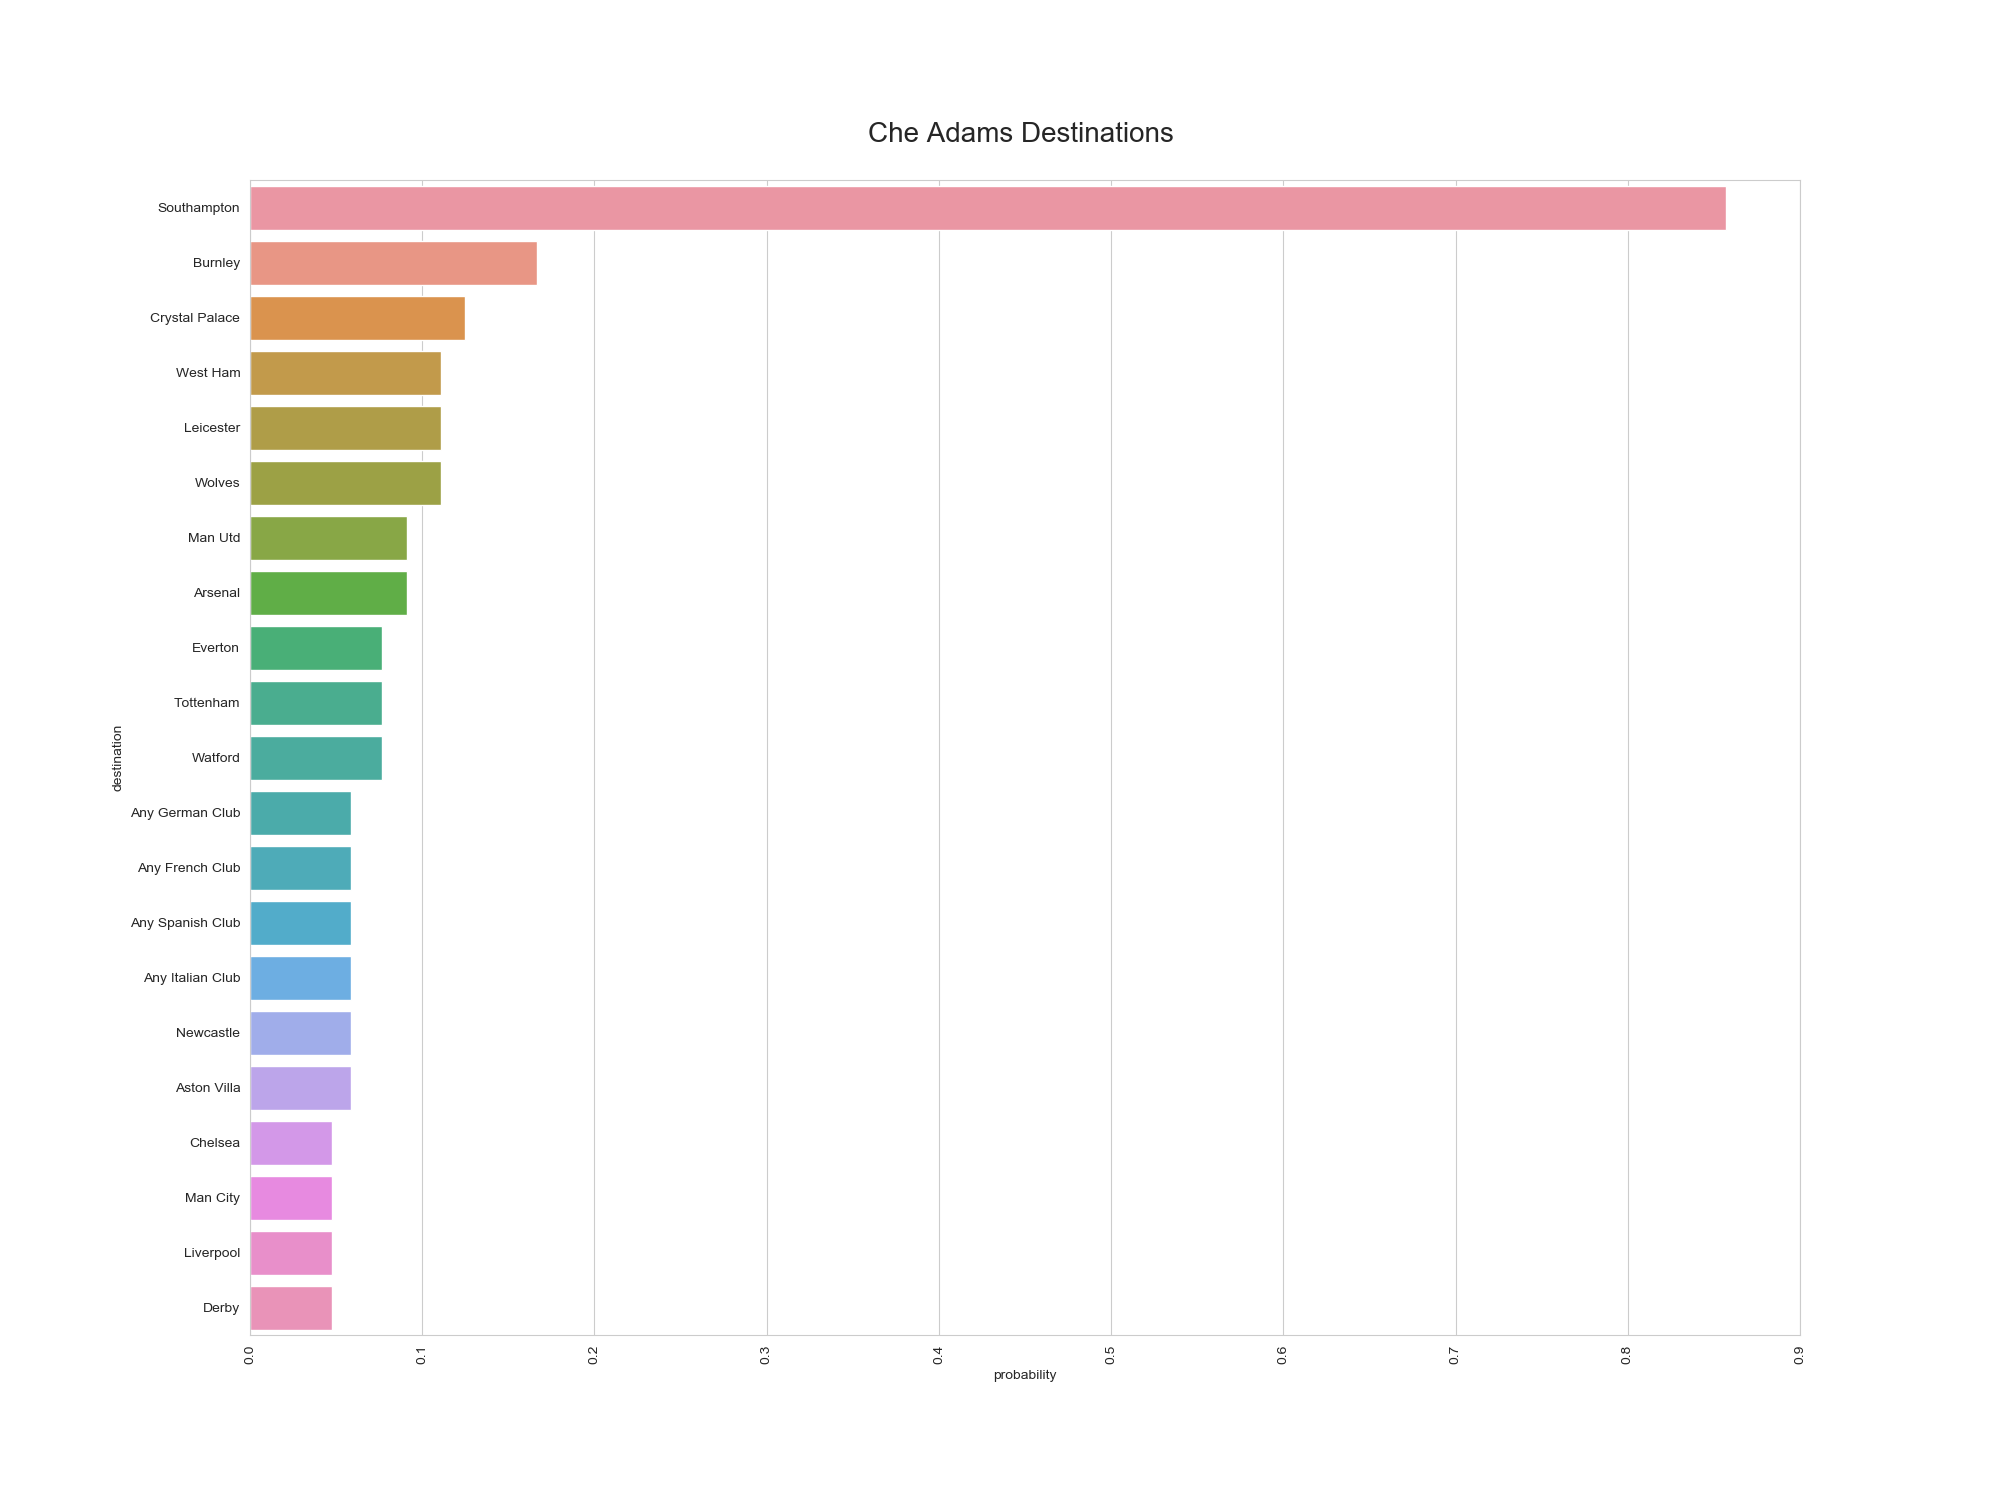 Che Adams Destinations
Southampton
Burnley
Crystal Palace
West Ham
Leicester
Wolves
Man Utd
Arsenal
Everton
Tottenham
Watford
Any German Club
Any French Club
Any Spanish Club
Any Italian Club
Newcastle
Aston Villa
Chelsea
Man City
Liverpool
Derby
destination
0.0
0.1
0.2
0.3
0.4
0.5
0.6
0.7
0.8
0.9
probability